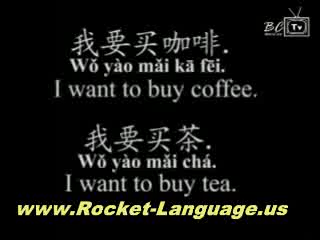 BC Tv
我要买咖啡.
Wǒ yào mǎi kā fēi.
I want to buy coffee.
我要买茶.
Wǒ yào mǎi chá.
I want to buy tea.
www.Rocket-Language.us